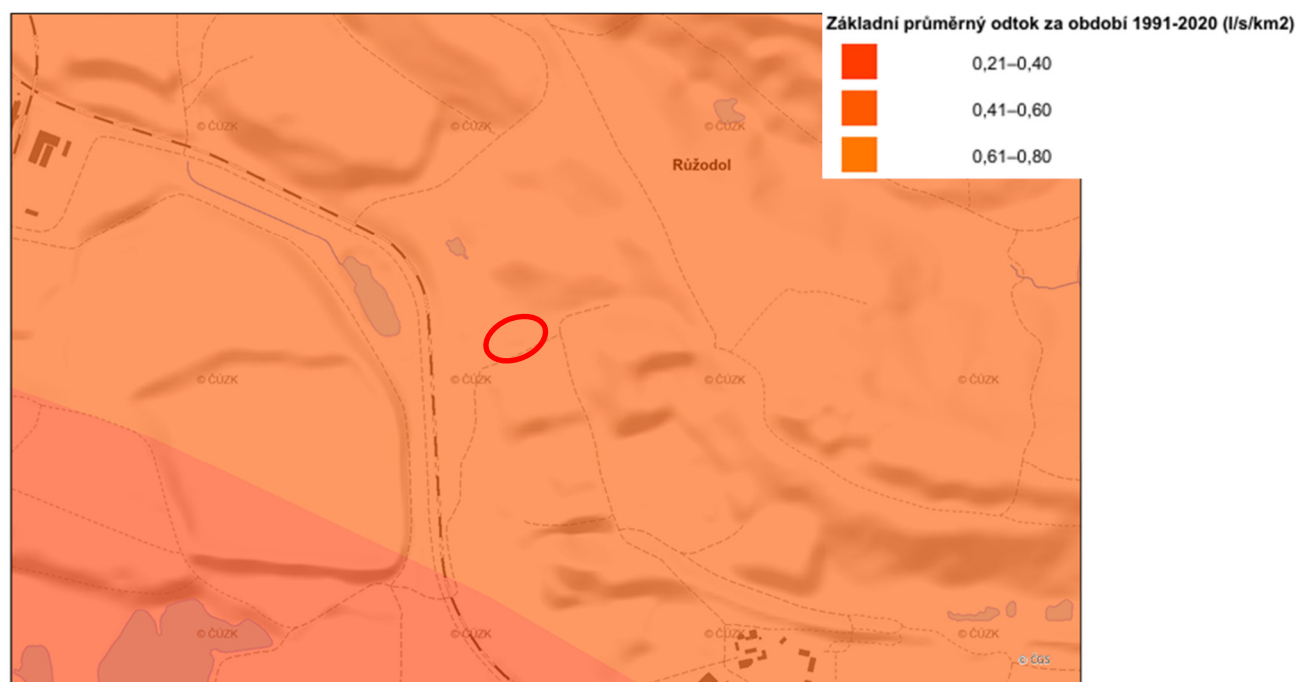 Základní průměrný odtok za období 1991-2020 (l/s/km2)
0,21–0,40
0,41–0,60
0,61–0,80
© ČÚZK
© ČÚZK
© ČÚZK
Růžodol
© ČÚZK
© ČÚZK
© ČÚZK
© ČÚZK
© ČÚZK
© ČÚZK
© ČÚZK
© ČÚZK
© ČGS